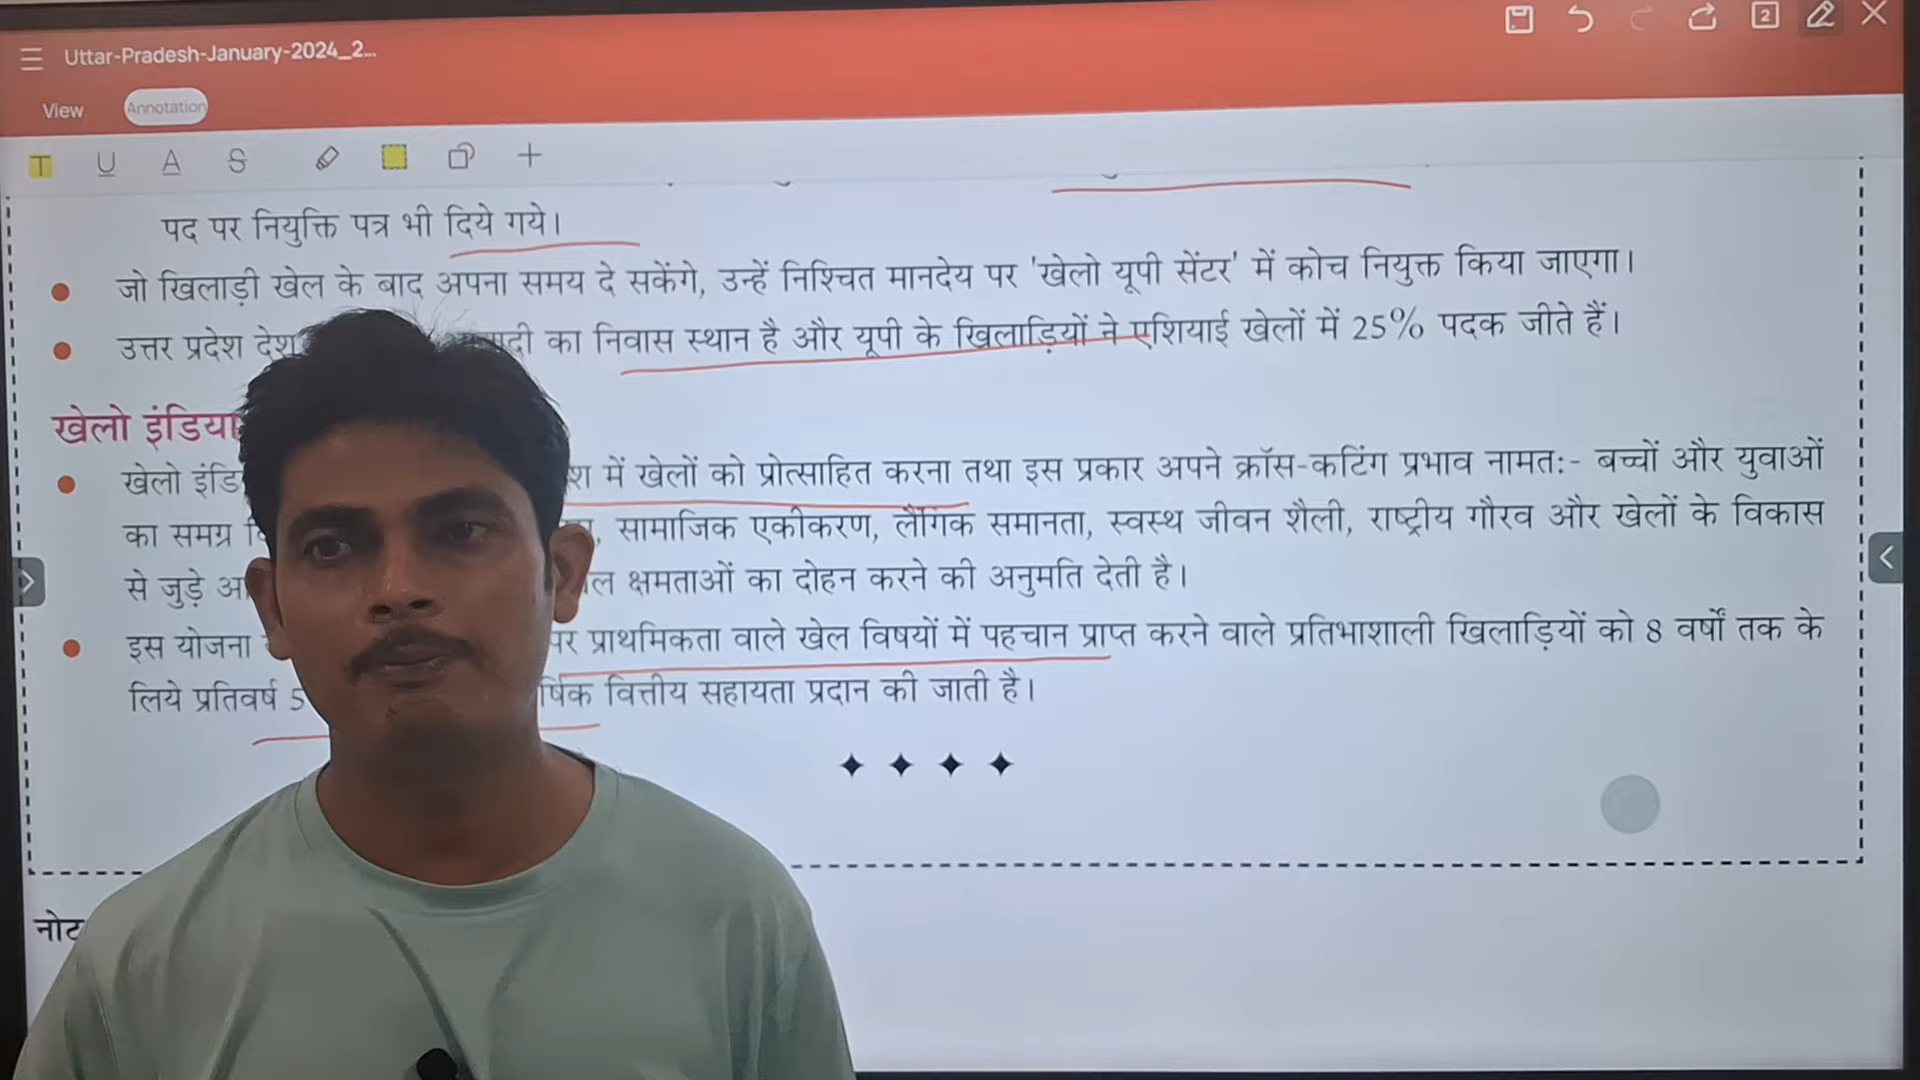 Uttar-Pradesh-January-2024_2...
2
View
Annotation
T U A S
पद पर नियुक्ति पत्र भी दिये गये।
जो खिलाड़ी खेल के बाद अपना समय दे सकेंगे, उन्हें निश्चित मानदेय पर 'खेलो यूपी सेंटर' में कोच नियुक्त किया जाएगा।
उत्तर प्रदेश का निवास स्थान है और यूपी के खिलाड़ियों ने एशियाई खेलों में 25% पदक जीते हैं।
खेलो इंडिया
खेलो में खेलों को प्रोत्साहित करना तथा इस प्रकार अपने क्रॉस-कटिंग प्रभाव नामतः- बच्चों और युवाओं
का समग्र सामाजिक एकीकरण, लैंगिक समानता, स्वस्थ जीवन शैली, राष्ट्रीय गौरव और खेलों के विकास
से जुड़े क्षमताओं का दोहन करने की अनुमति देती है।
इस योजना पर प्राथमिकता वाले खेल विषयों में पहचान प्राप्त करने वाले प्रतिभाशाली खिलाड़ियों को 8 वर्षों तक के
लिये प्रतिवर्ष 5 वित्तीय सहायता प्रदान की जाती है।
नोट